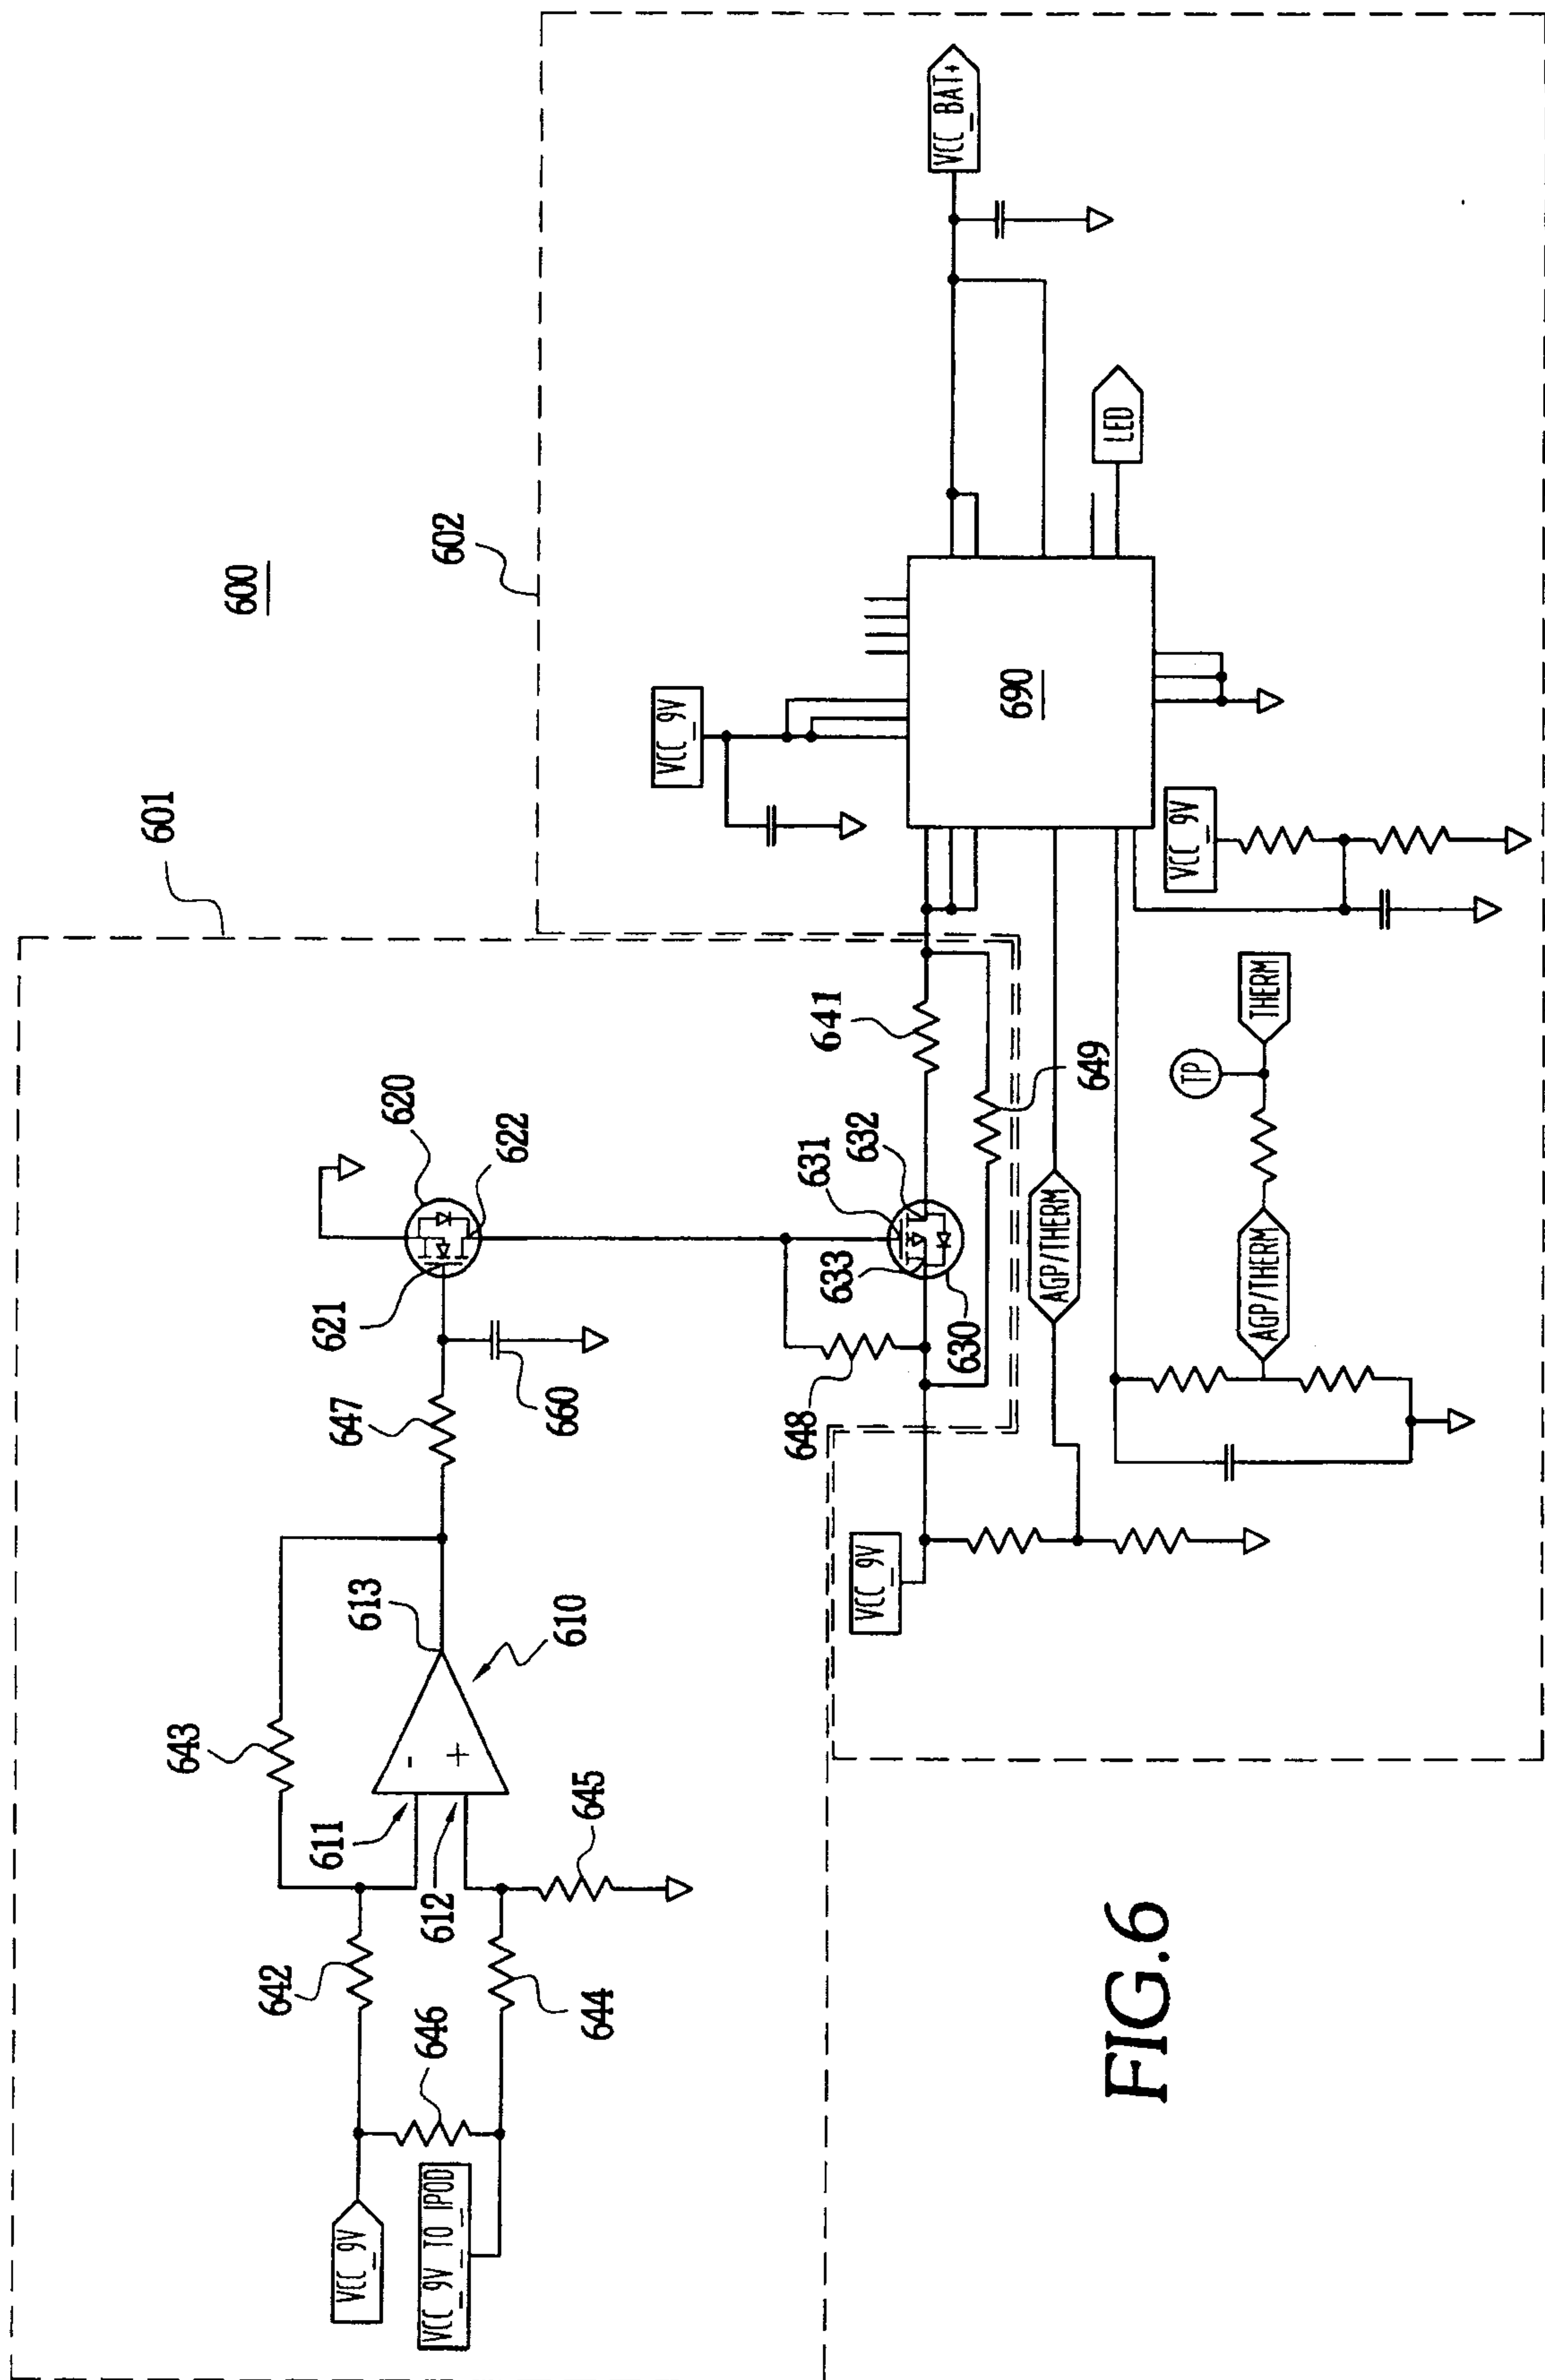 600
601
602
VCC_9V
VCC_9V_TO_IPOD
642
646
644
643
611
612
645
613
610
647
660
621
620
622
648
633
631
632
630
641
649
VCC_9V
AGP/THERM
AGP/THERM
TP
THERM
VCC_9V
VCC_9V
690
LED
VCC_BAT+
FIG.6